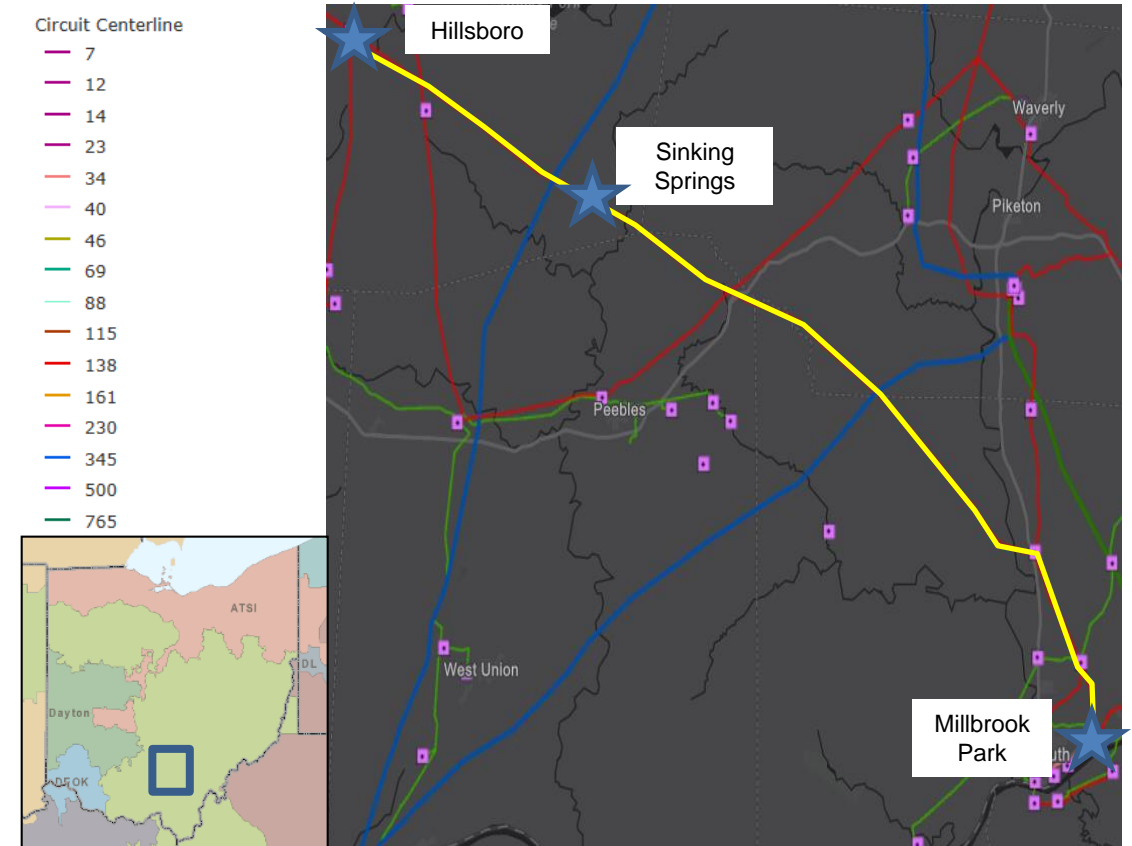 Circuit Centerline
7
12
14
23
34
40
46
69
88
115
138
161
230
345
500
765
Hillsboro
Sinking
Springs
Waverly
Piketon
Peebles
West Union
Millbrook
Park
uth
ATSI
DL
Dayton
DEOK